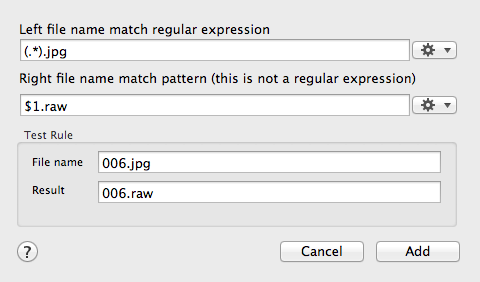 Left file name match regular expression
(.*).jpg
Right file name match pattern (this is not a regular expression)
$1.raw
Test Rule
File name 006.jpg
Result 006.raw
? Cancel Add